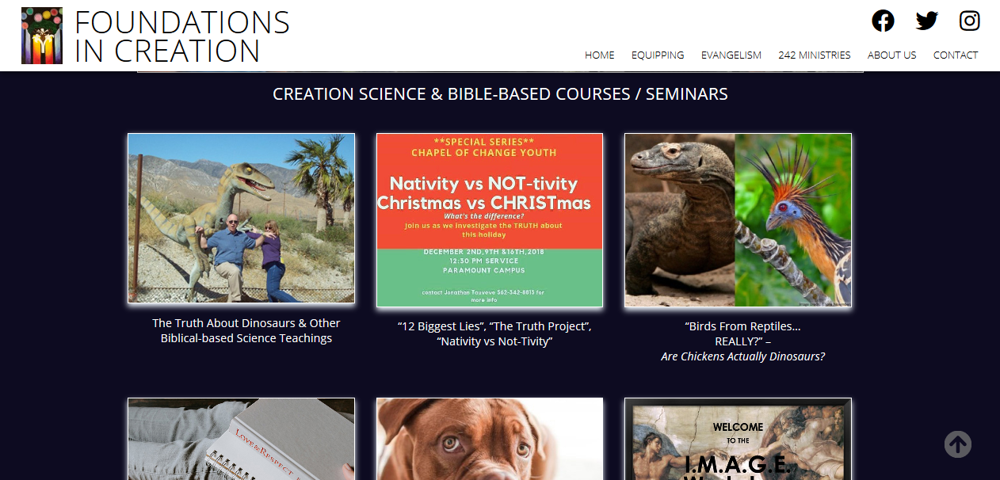 FOUNDATIONS
IN CREATION
HOME EQUIPPING EVANGELISM 242 MINISTRIES ABOUT US CONTACT
CREATION SCIENCE & BIBLE-BASED COURSES / SEMINARS
**SPECIAL SERIES**
CHAPEL OF CHANGE YOUTH
Nativity vs NOT-tivity
Christmas vs CHRISTmas
What's the difference?
Join us as we investigate the TRUTH about
this holiday
DECEMBER 2ND,9TH &16TH,2018
12:30 PM SERVICE
PARAMOUNT CAMPUS
contact Jonathan Tauveve 562-342-8813 for
more info
The Truth About Dinosaurs & Other
Biblical-based Science Teachings
“12 Biggest Lies”, “The Truth Project”,
“Nativity vs Not-Tivity”
“Birds From Reptiles…
REALLY?” –
Are Chickens Actually Dinosaurs?
LOVE & RESPECT
WELCOME
TO THE
I.M.A.G.E.